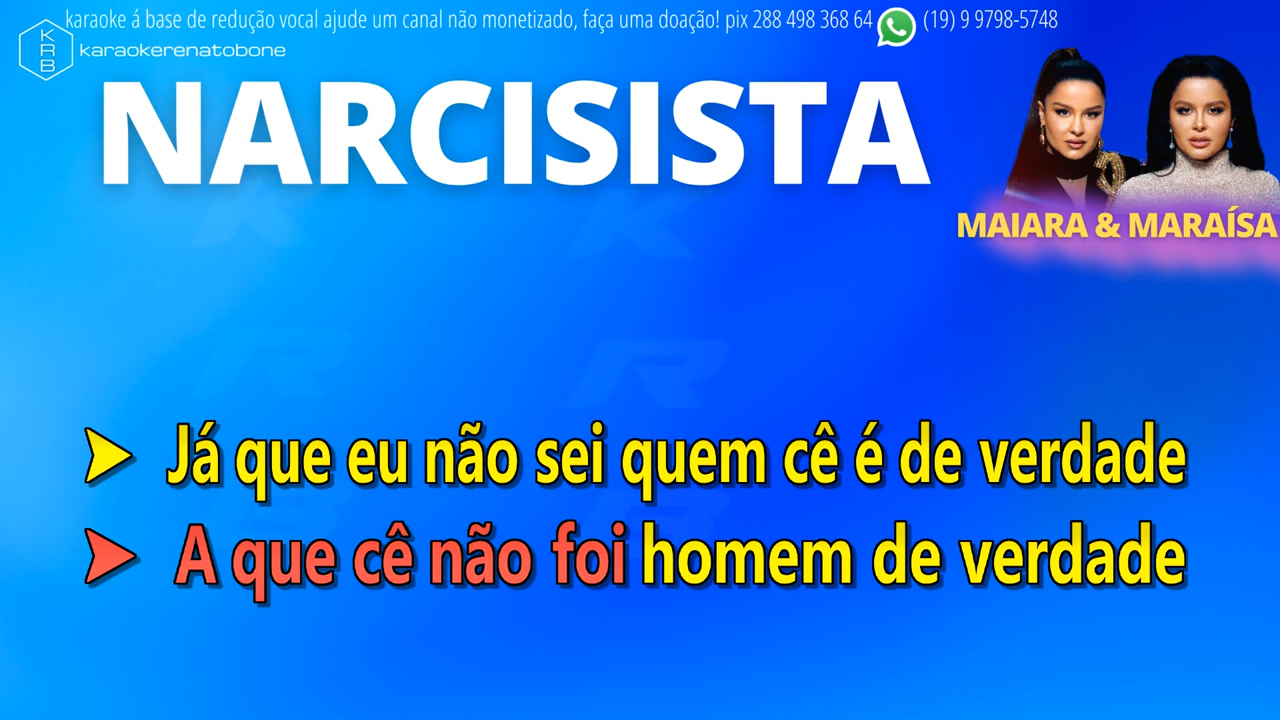 karaoke á base de redução vocal ajude um canal não monetizado, faça uma doação! pix 288 498 368 64 (19) 9 9798-5748
KRB
karaokerenatobone
NARCISISTA
MAIARA & MARAÍSA
K K
R R
B B
Já que eu não sei quem cê é de verdade
A que cê não foi homem de verdade